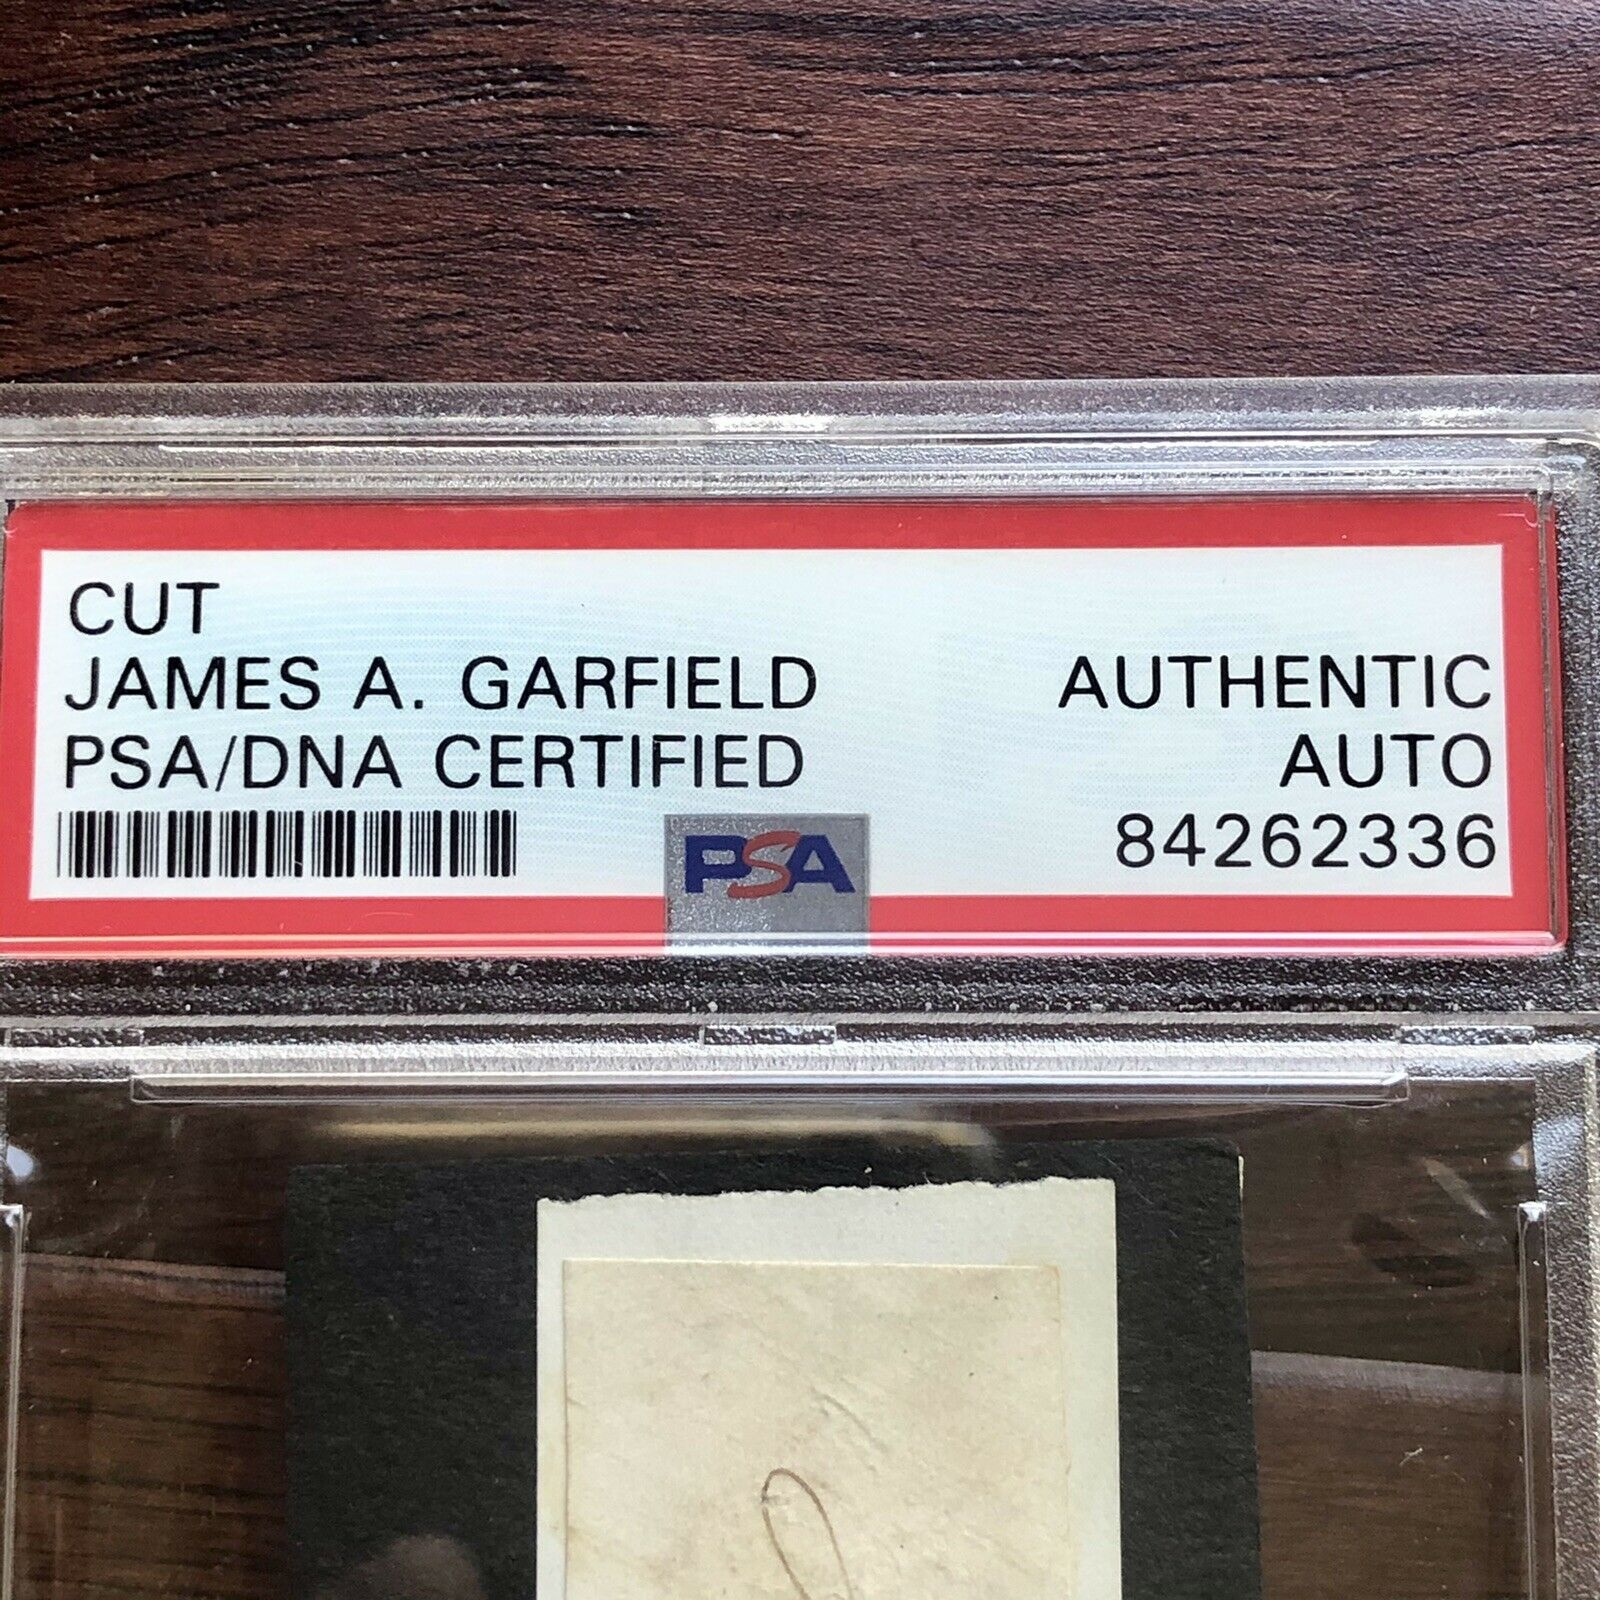 CUT
JAMES A. GARFIELD
PSA/DNA CERTIFIED
AUTHENTIC
AUTO
84262336
PSA